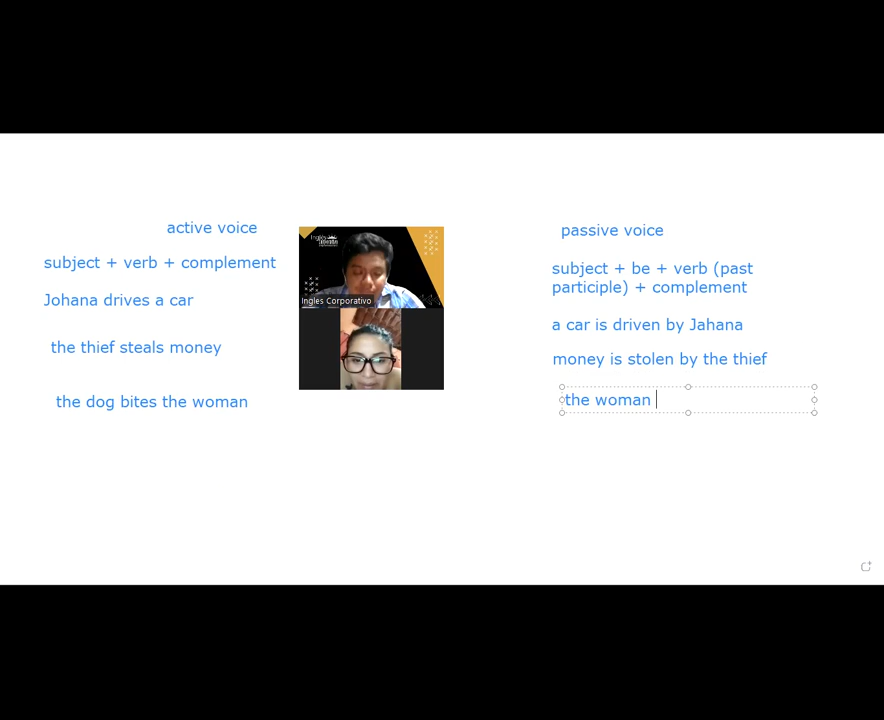 active voice
subject + verb + complement
Johana drives a car
the thief steals money
the dog bites the woman
Ingles Corporativo
passive voice
subject + be + verb (past
participle) + complement
a car is driven by Jahana
money is stolen by the thief
the woman